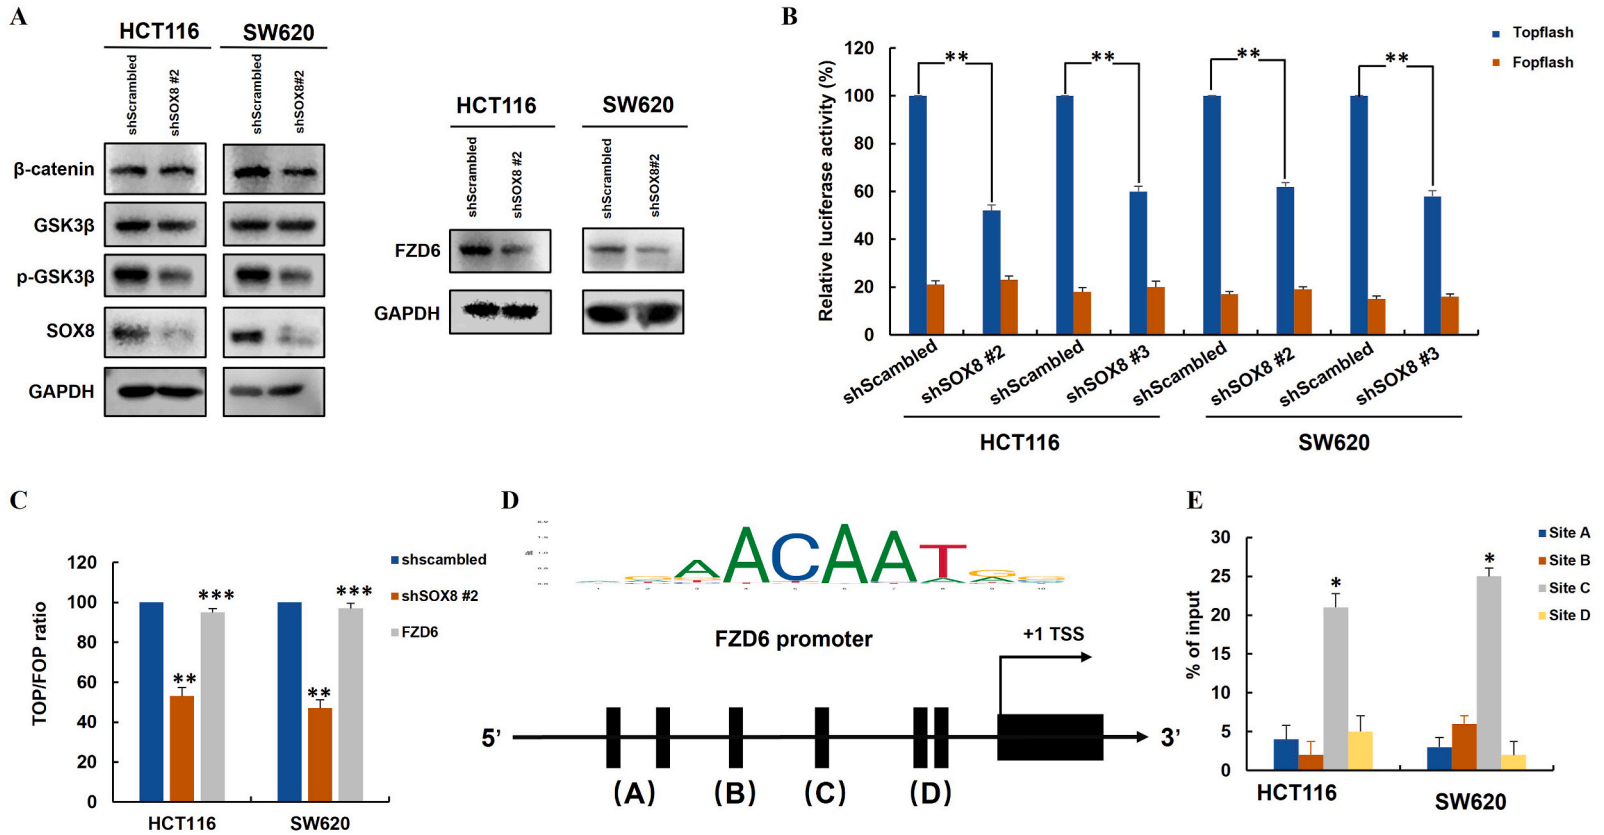 A
HCT116
SW620
shScrambled
shSOX8 #2
shScrambled
shSOX8#2
β-catenin
GSK3β
p-GSK3β
SOX8
GAPDH
HCT116
SW620
shScrambled
shSOX8 #2
shScrambled
shSOX8#2
FZD6
GAPDH
B
Topflash
Fopflash
Relative luciferase activity (%)
120
100
80
60
40
20
0
**
**
**
**
shScambled
shSOX8 #2
shScambled
shSOX8 #3
shScambled
shSOX8 #2
shScambled
shSOX8 #3
HCT116
SW620
C
TOP/FOP ratio
120
100
80
60
40
20
0
**
***
**
***
HCT116
SW620
shscambled
shSOX8 #2
FZD6
D
AACAAT
FZD6 promoter
+1 TSS
5’
3’
(A)
(B)
(C)
(D)
E
% of input
30
25
20
15
10
5
0
*
*
HCT116
SW620
Site A
Site B
Site C
Site D